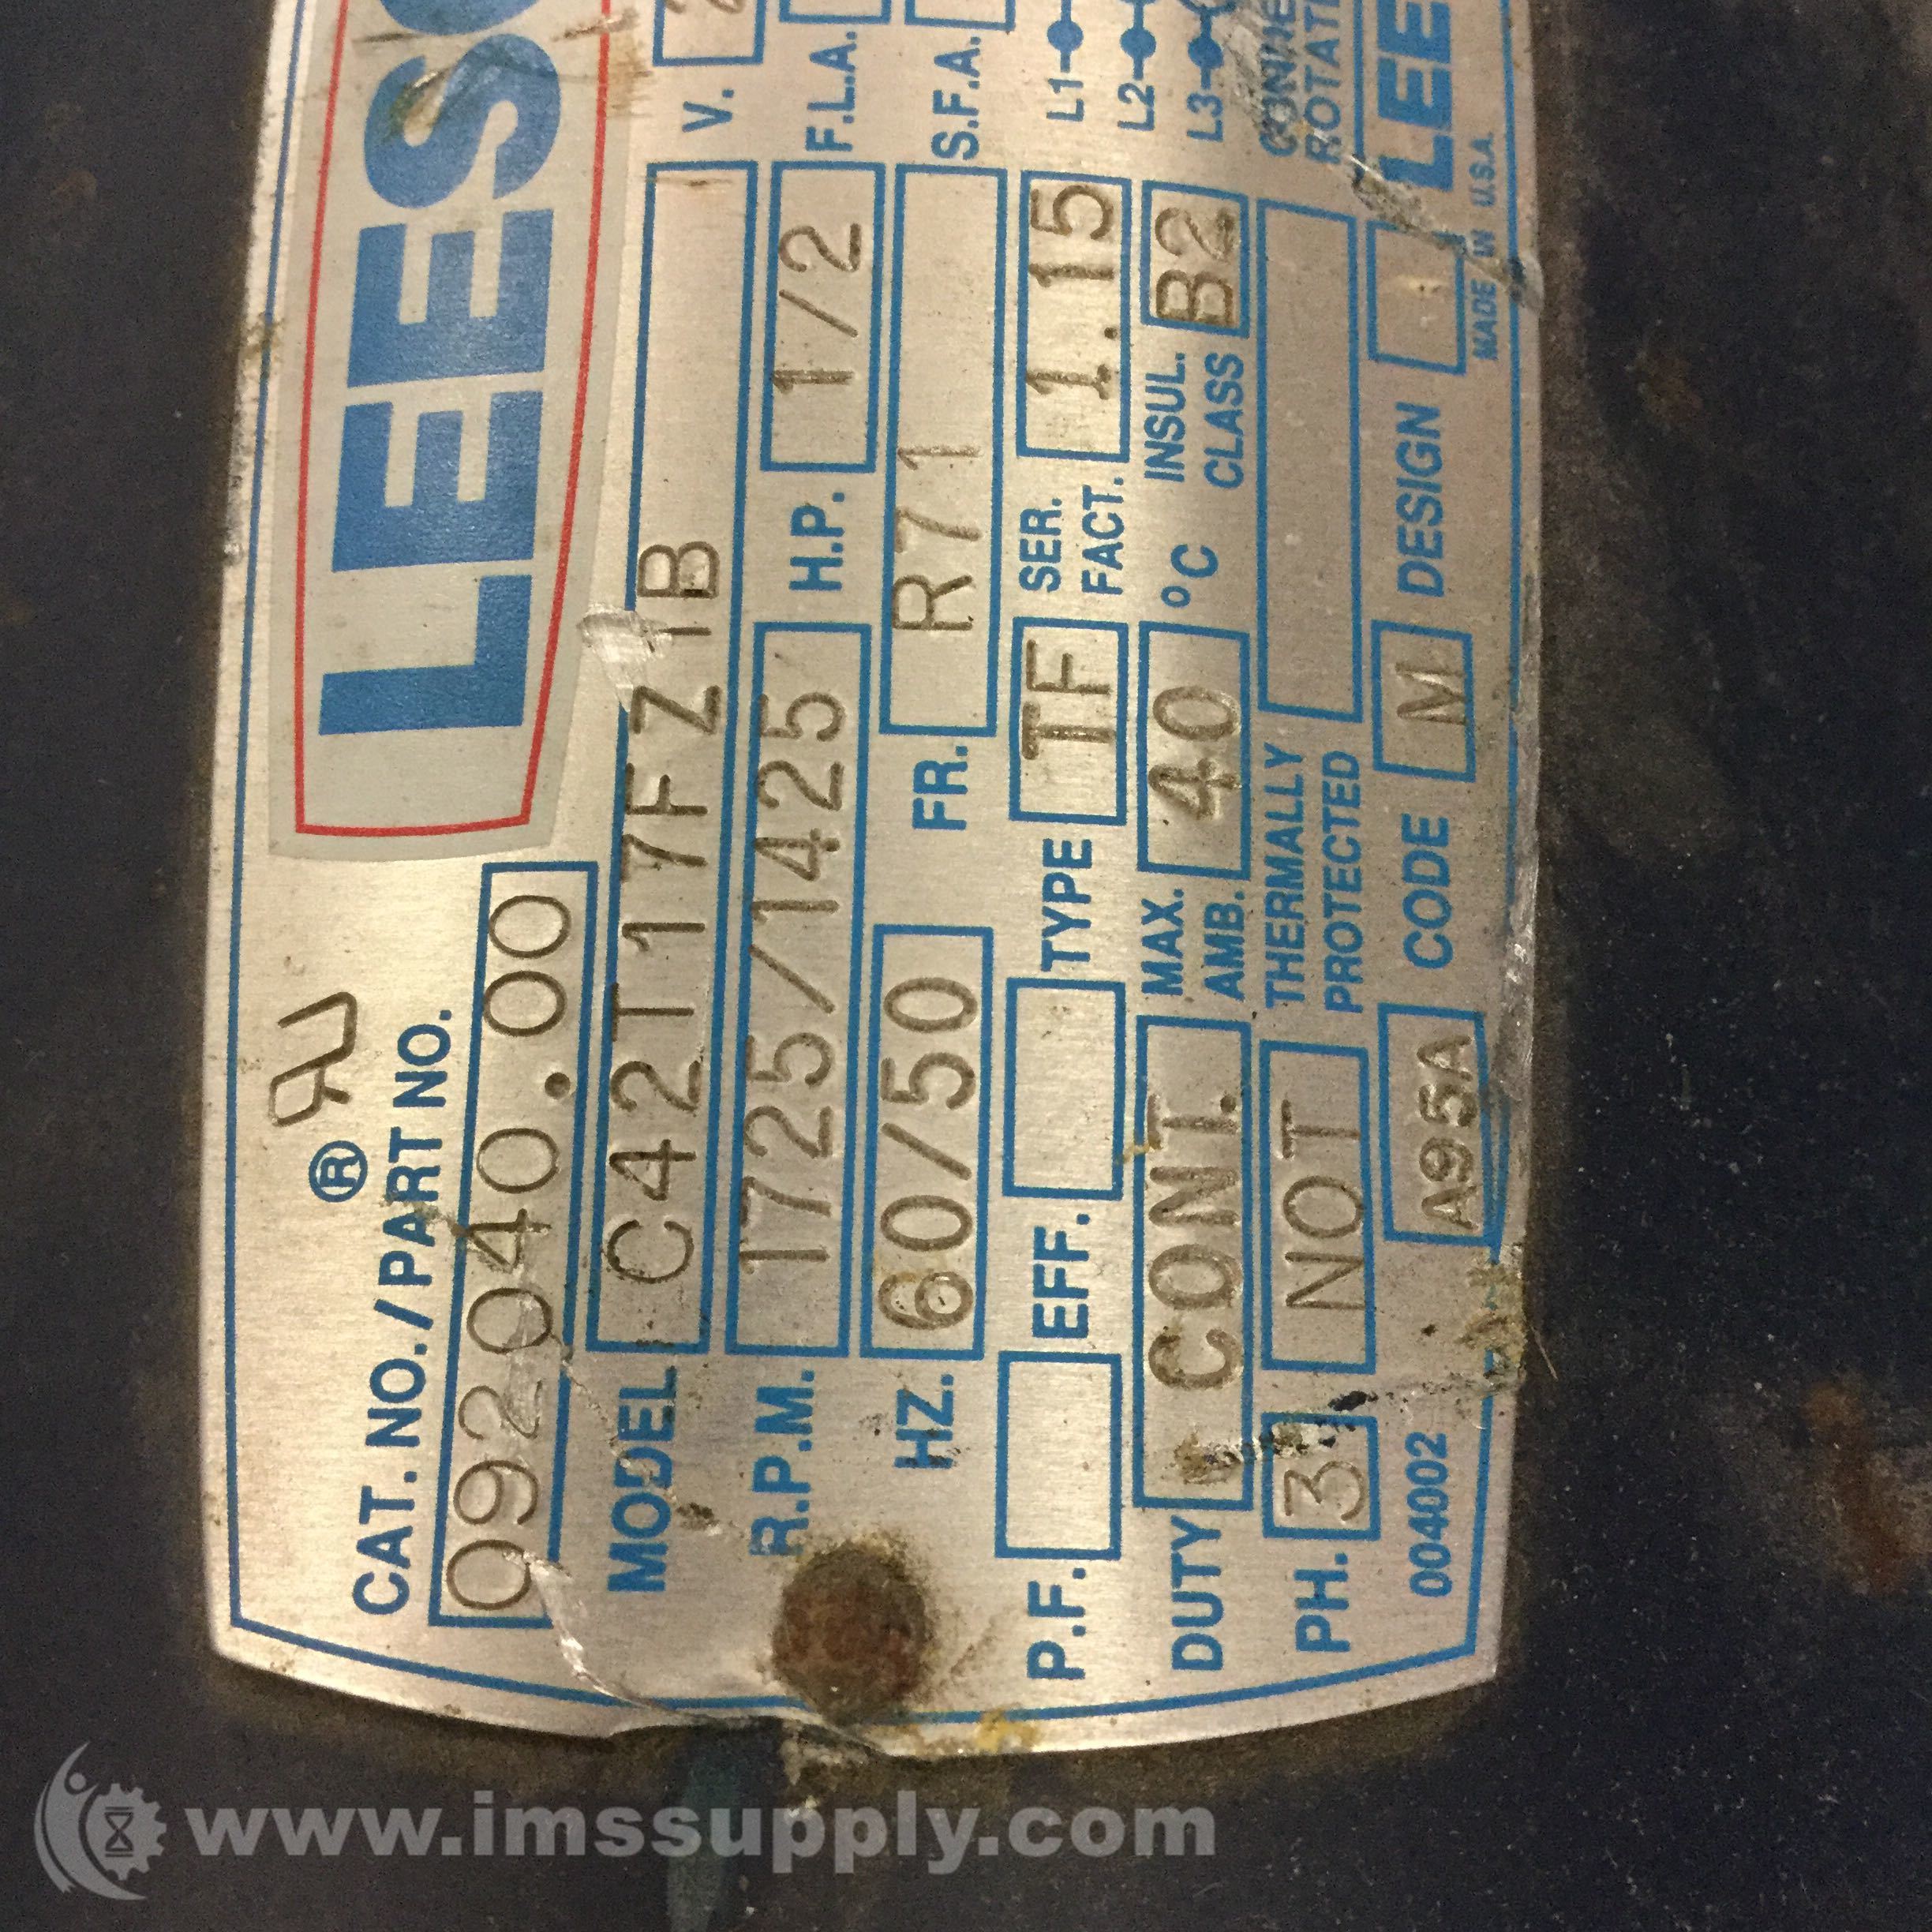 LEES
CAT. NO./PART NO.
®
092040.00
MODEL C42T17FZ1B
R.P.M. 1725/1425 H.P. 1/2 V.
HZ. 60/50 FR. R71 F.L.A.
P.F. EFF. TYPE TF SER. FACT. 1.15 S.F.A.
DUTY CONT. MAX. AMB. 40 °C INSUL. CLASS B2 L1 L2 L3
PH. 3 NOT THERMALLY PROTECTED
004002 A95A CODE M DESIGN LEE
MADE IN U.S.A.
www.imssupply.com